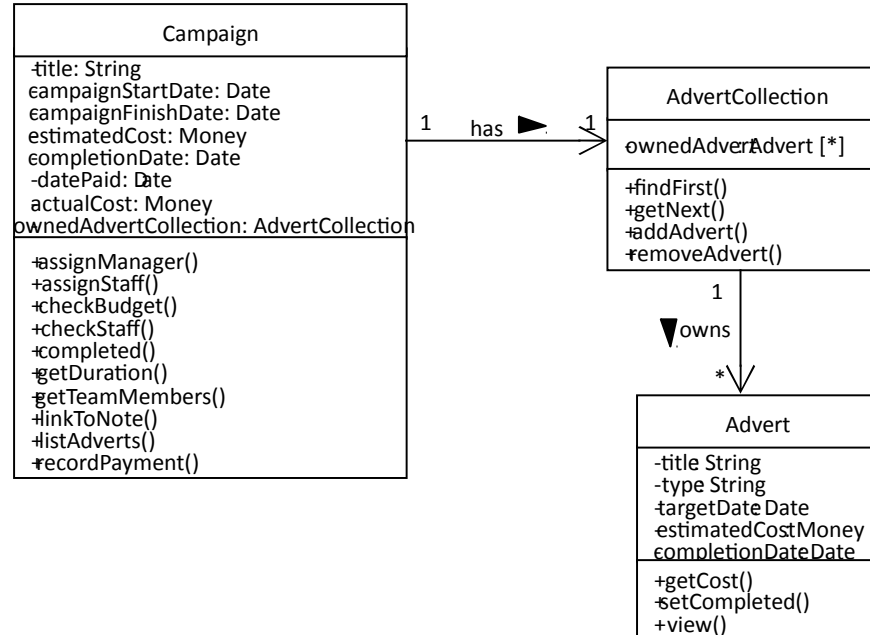 Campaign
-title: String
-campaignStartDate: Date
-campaignFinishDate: Date
-estimatedCost: Money
-completionDate: Date
-datePaid: Date
-actualCost: Money
-ownedAdvertCollection: AdvertCollection
+assignManager()
+assignStaff()
+checkBudget()
+checkStaff()
+completed()
+getDuration()
+getTeamMembers()
+linkToNote()
+listAdverts()
+recordPayment()
1 has 1
AdvertCollection
-ownedAdvert: Advert [*]
+findFirst()
+getNext()
+addAdvert()
+removeAdvert()
1
owns
*
Advert
-title: String
-type: String
-targetDate: Date
-estimatedCost: Money
-completionDate: Date
+getCost()
+setCompleted()
+view()